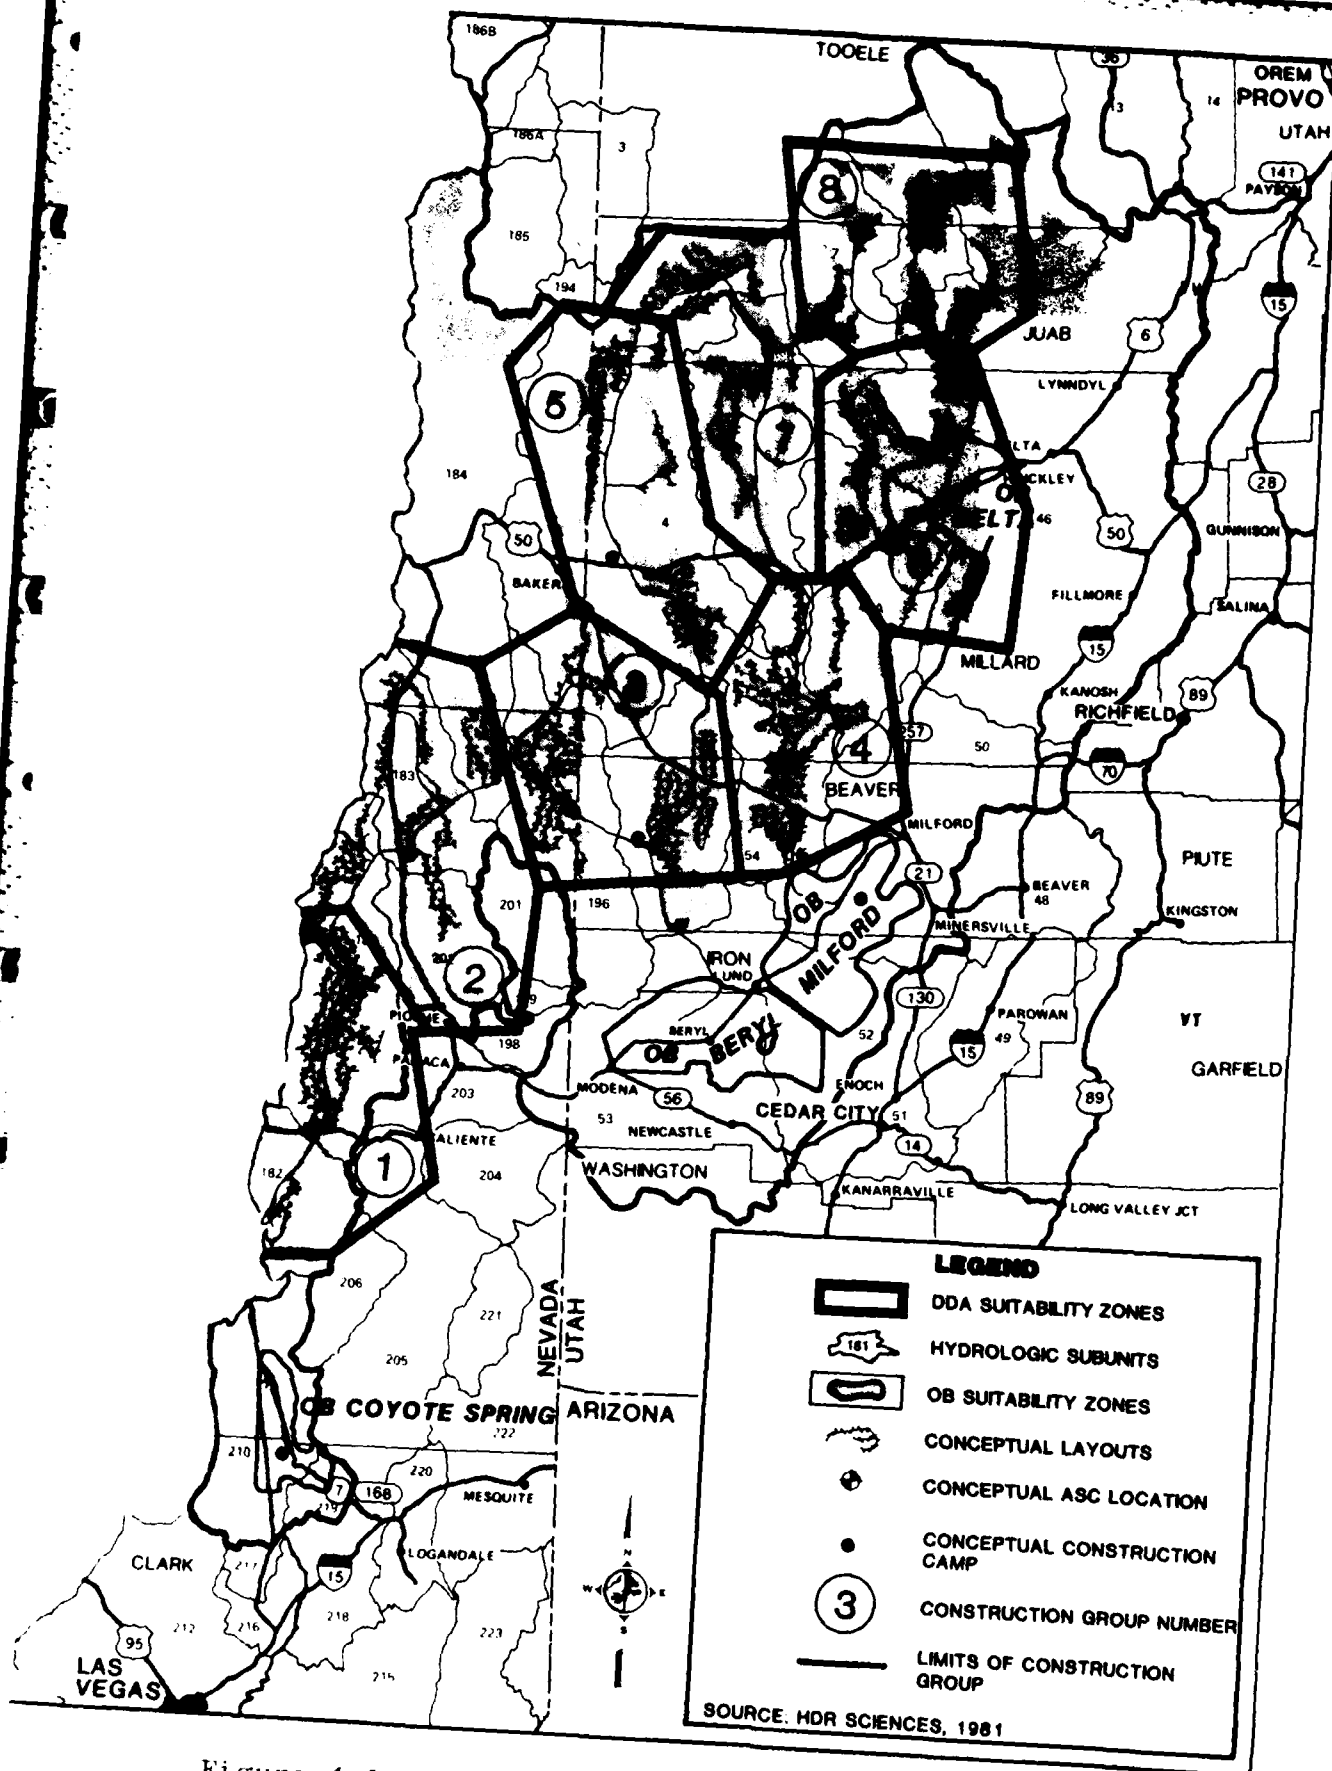 186B
TOOELE
36
OREM
PROVO
13
14
UTAH
186A
3
141
PAYSON
8
185
7
194
15
JUAB
6
LYNNDYL
5
7
184
28
4
46
50
50
GUNNISON
BAKER
FILLMORE
SALINA
15
MILLARD
KANOSH
89
RICHFIELD
257
50
4
183
70
BEAVER
MILFORD
54
PIUTE
21
BEAVER
48
201
196
OB
MILFORD
KINGSTON
MINERSVILLE
IRON
LUND
2
130
PAROWAN
49
VT
BERYL
OB BERYL
52
15
198
GARFIELD
MODENA
ENOCH
203
56
CEDAR CITY
51
89
53
NEWCASTLE
14
1
182
204
WASHINGTON
KANARRAVILLE
LONG VALLEY JCT
206
NEVADA
UTAH
221
205
OB COYOTE SPRING
ARIZONA
222
210
220
7
168
MESQUITE
219
LOGANDALE
CLARK
217
15
218
212
216
223
95
LAS
VEGAS
N
W
E
S
LEGEND
DDA SUITABILITY ZONES
181
HYDROLOGIC SUBUNITS
OB SUITABILITY ZONES
CONCEPTUAL LAYOUTS
CONCEPTUAL ASC LOCATION
CONCEPTUAL CONSTRUCTION
CAMP
3
CONSTRUCTION GROUP NUMBER
LIMITS OF CONSTRUCTION
GROUP
SOURCE: HDR SCIENCES, 1981